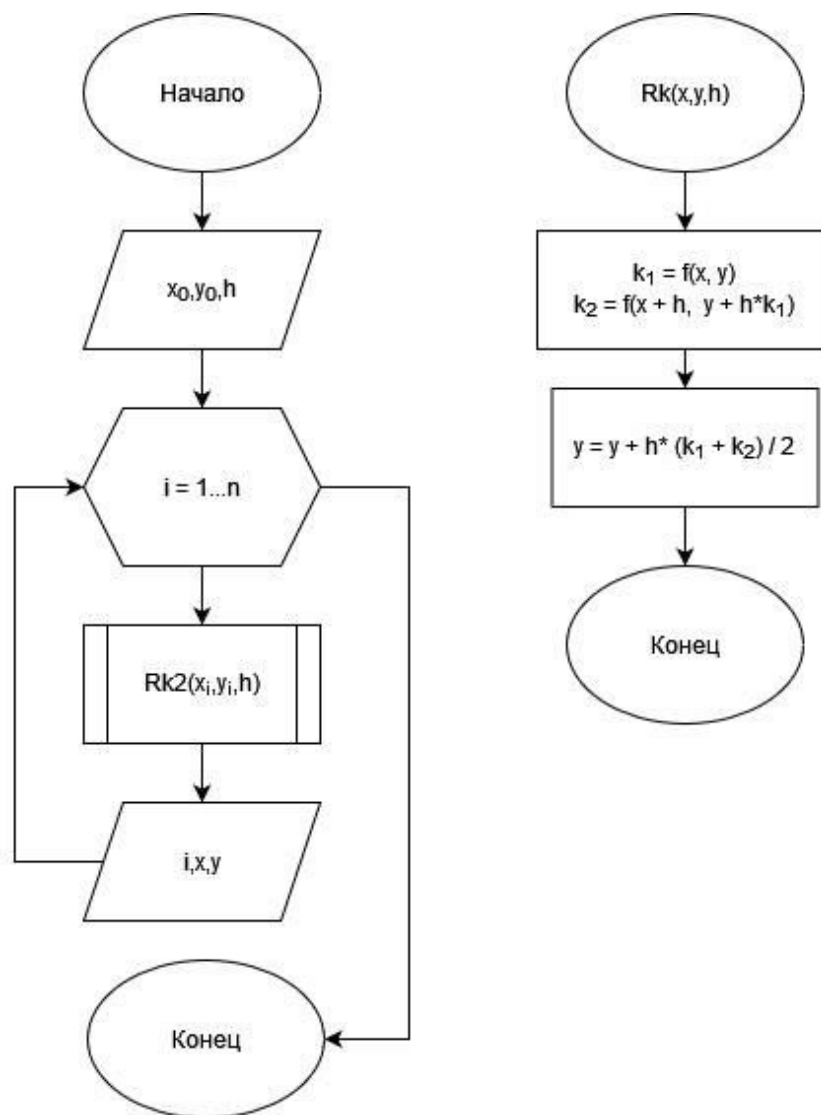 Начало
x₀,y₀,h
i = 1...n
Rk2(xᵢ,yᵢ,h)
i,x,y
Конец
Rk(x,y,h)
k₁ = f(x, y)
k₂ = f(x + h, y + h*k₁)
y = y + h* (k₁ + k₂) / 2
Конец